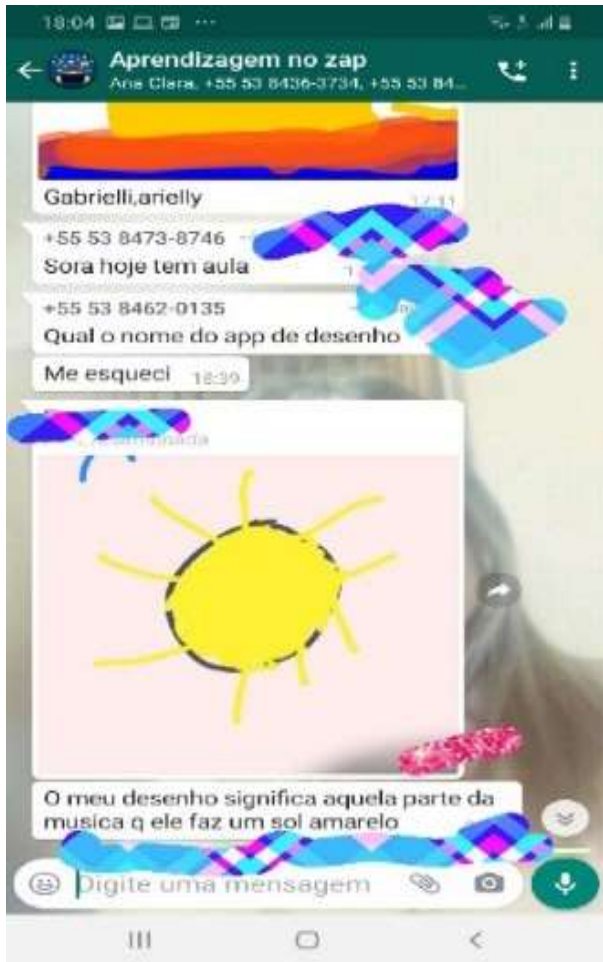 18:04
Aprendizagem no zap
Ana Clara, +55 53 8436-3734, +55 53 84...
Gabrielli,arielly
17:11
+55 53 8473-8746
Sora hoje tem aula
+55 53 8462-0135
Qual o nome do app de desenho
Me esqueci 18:39
O meu desenho significa aquela parte da
musica q ele faz um sol amarelo
Digite uma mensagem